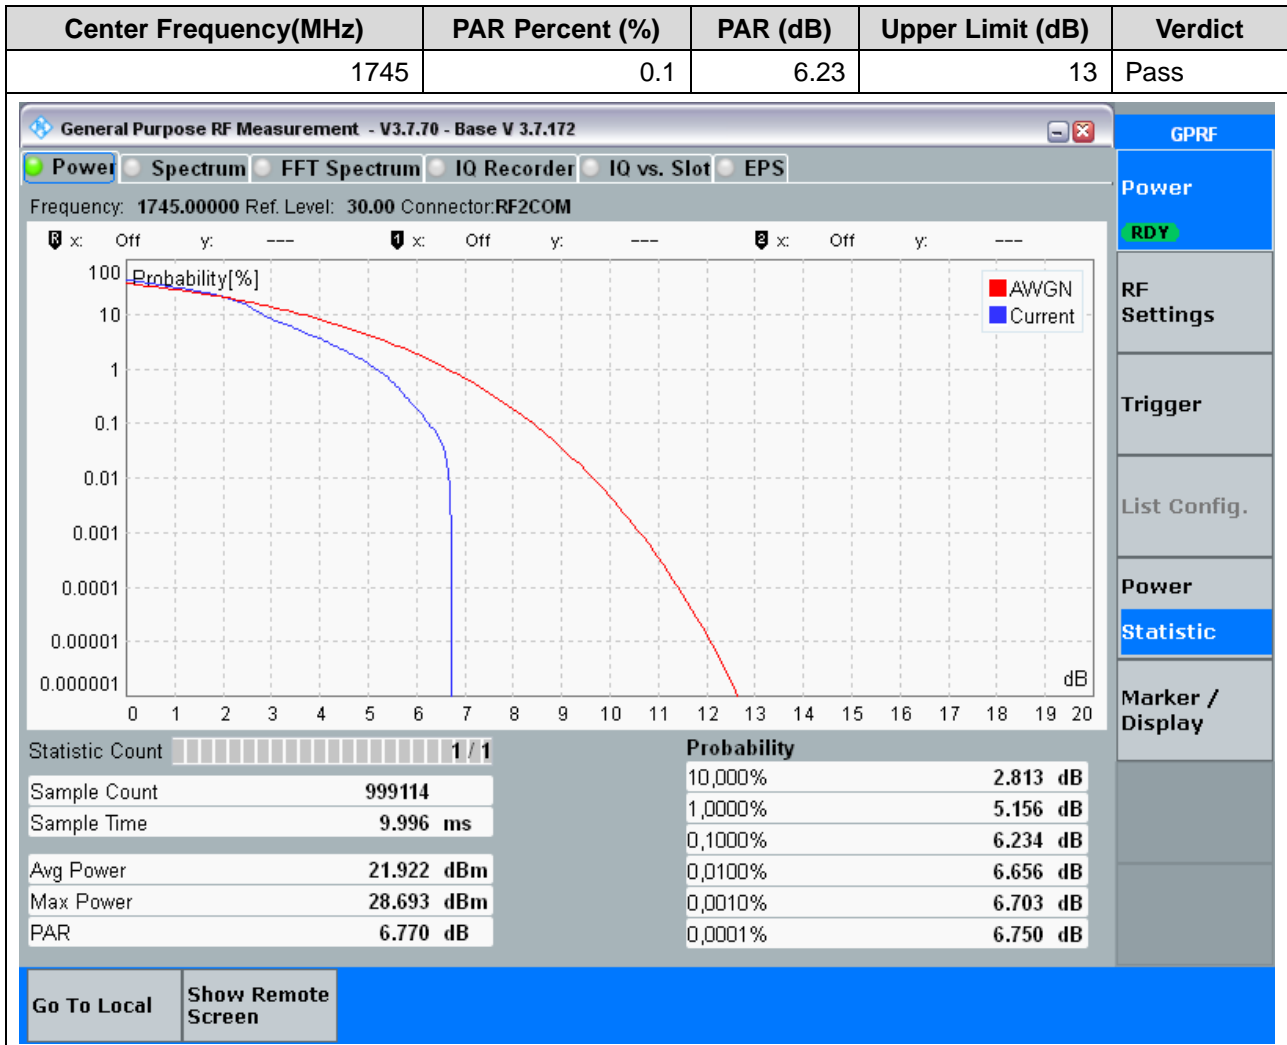 Center Frequency(MHz) PAR Percent (%) PAR (dB) Upper Limit (dB) Verdict
1745 0.1 6.23 13 Pass
General Purpose RF Measurement - V3.7.70 - Base V 3.7.172
GPRF
Power Spectrum FFT Spectrum IQ Recorder IQ vs. Slot EPS
Power
RDY
Frequency: 1745.00000 Ref. Level: 30.00 Connector:RF2COM
R x: Off y: --- 1 x: Off y: --- 2 x: Off y: ---
Probability[%]
AWGN
Current
100
10
1
0.1
0.01
0.001
0.0001
0.00001
0.000001
dB
0 1 2 3 4 5 6 7 8 9 10 11 12 13 14 15 16 17 18 19 20
RF
Settings
Trigger
List Config.
Power
Statistic
Marker /
Display
Statistic Count 1 / 1
Sample Count 999114
Sample Time 9.996 ms
Avg Power 21.922 dBm
Max Power 28.693 dBm
PAR 6.770 dB
Probability
10,000% 2.813 dB
1,0000% 5.156 dB
0,1000% 6.234 dB
0,0100% 6.656 dB
0,0010% 6.703 dB
0,0001% 6.750 dB
Go To Local
Show Remote
Screen